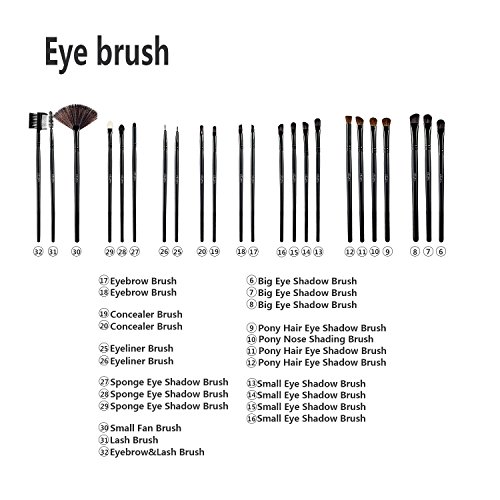 Eye brush
32 31 30 29 28 27 26 25 20 19 18 17 16 15 14 13 12 11 10 9 8 7 6
17 Eyebrow Brush
18 Eyebrow Brush
19 Concealer Brush
20 Concealer Brush
25 Eyeliner Brush
26 Eyeliner Brush
27 Sponge Eye Shadow Brush
28 Sponge Eye Shadow Brush
29 Sponge Eye Shadow Brush
30 Small Fan Brush
31 Lash Brush
32 Eyebrow&Lash Brush
6 Big Eye Shadow Brush
7 Big Eye Shadow Brush
8 Big Eye Shadow Brush
9 Pony Hair Eye Shadow Brush
10 Pony Nose Shading Brush
11 Pony Hair Eye Shadow Brush
12 Pony Hair Eye Shadow Brush
13 Small Eye Shadow Brush
14 Small Eye Shadow Brush
15 Small Eye Shadow Brush
16 Small Eye Shadow Brush